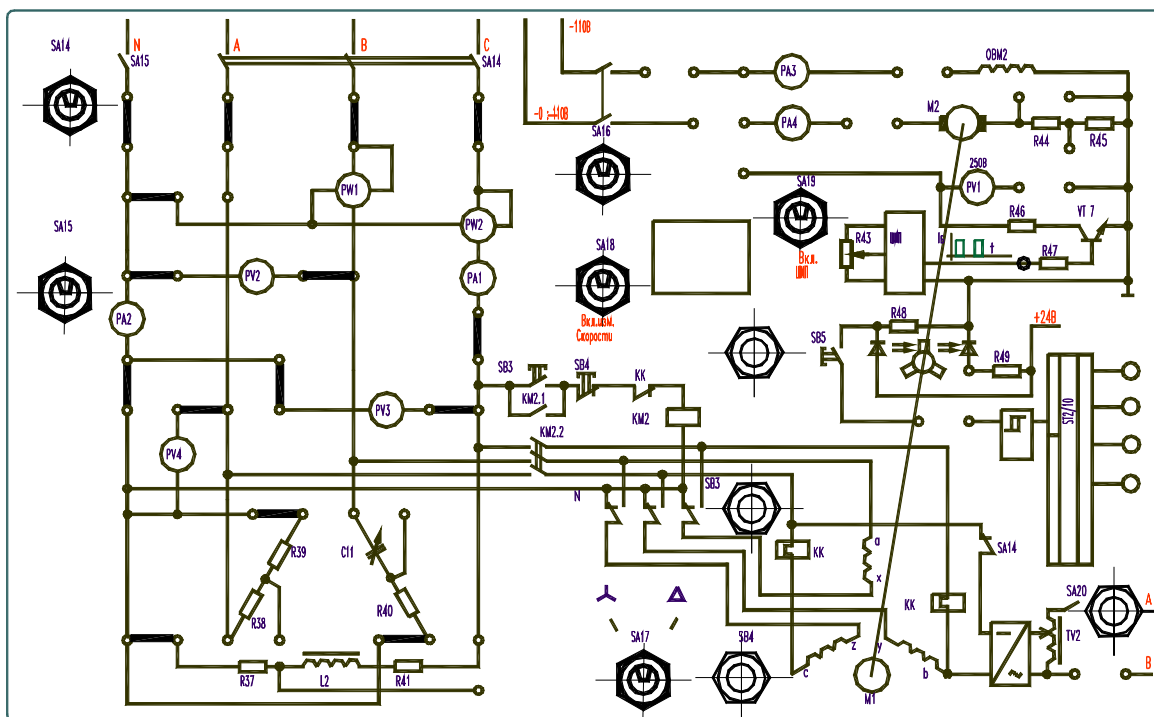 N
A
B
C
SA14
SA15
SA14
-110В
-0 ÷-110В
SA16
PA3
OBM2
PA4
M2
R44
R45
250В
PV1
PW1
PW2
SA15
SA18
SA19
Вкл.
ШИП
R43
ШИП
R46
VT 7
t
R47
PV2
PA1
PA2
Вкл.изм.
Скорости
R48
+24В
SB5
R49
SB3
SB4
KK
KM2.1
KM2
PV3
KM2.2
ST2/10
PV4
N
SB3
R39
C11
R38
R40
KK
a
x
SA14
KK
SA20
A
TV2
SA17
SB4
z
y
c
b
R37
L2
R41
M1
B